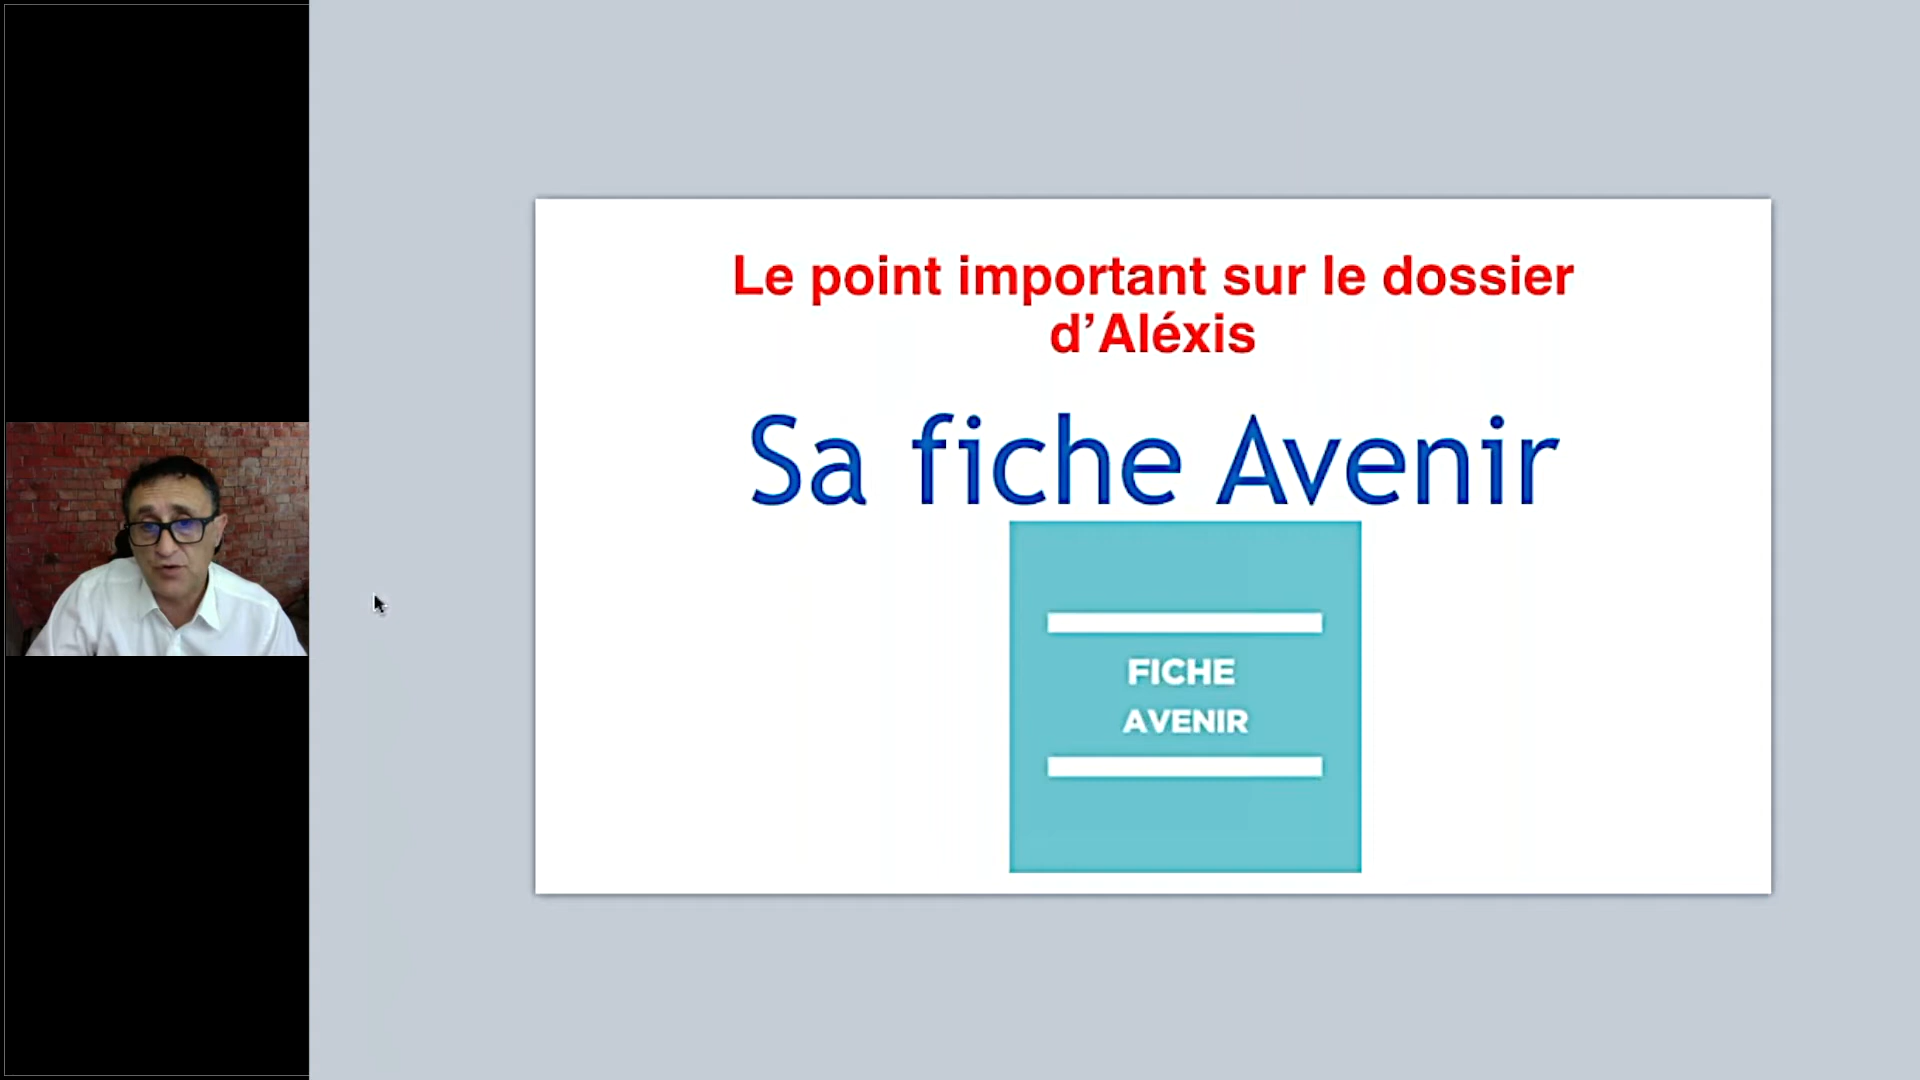 Le point important sur le dossier
d’Aléxis
Sa fiche Avenir
FICHE
AVENIR